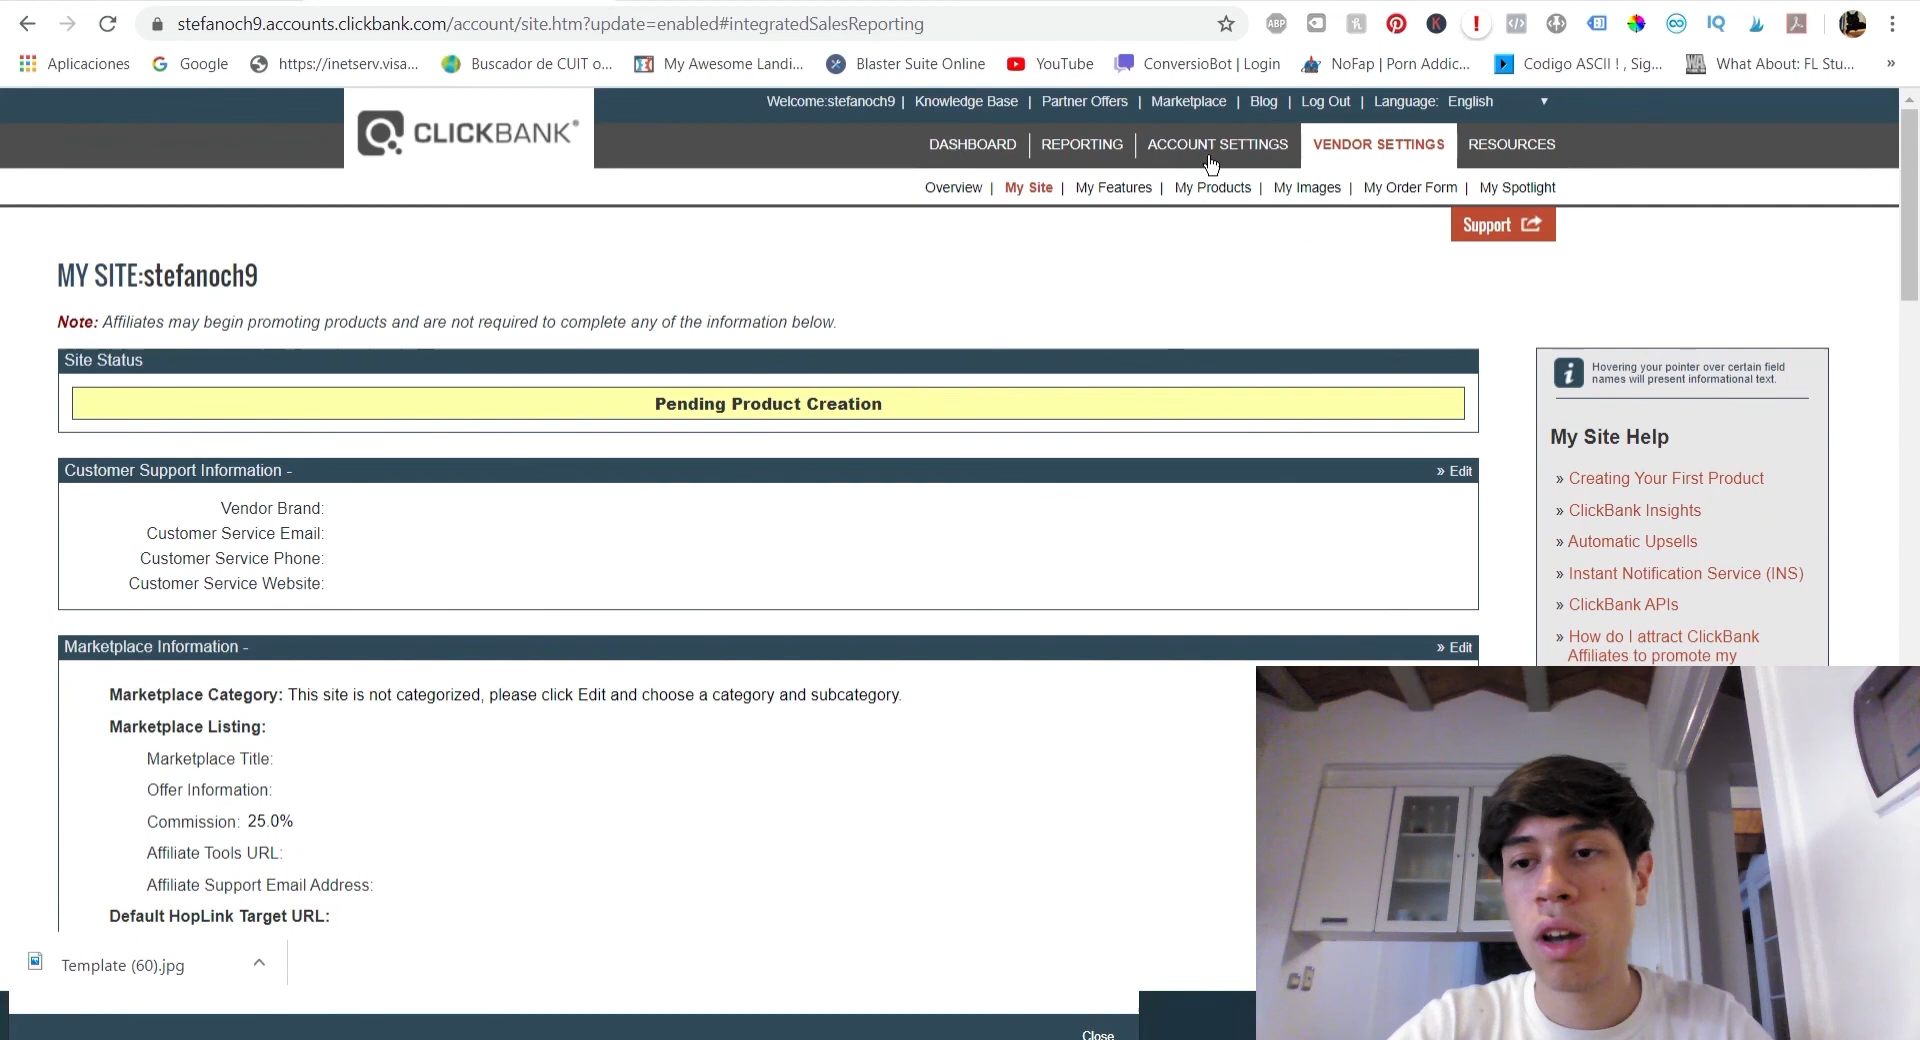 stefanoch9.accounts.clickbank.com/account/site.htm?update=enabled#integratedSalesReporting
ABP
K
!
IQ
Aplicaciones
Google
https://inetserv.visa...
Buscador de CUIT o...
My Awesome Landi...
Blaster Suite Online
YouTube
ConversioBot | Login
NoFap | Porn Addic...
Codigo ASCII ! , Sig...
What About: FL Stu...
»
Welcome:stefanoch9 | Knowledge Base | Partner Offers | Marketplace | Blog | Log Out | Language: English
CLICKBANK®
DASHBOARD | REPORTING | ACCOUNT SETTINGS VENDOR SETTINGS RESOURCES
Overview | My Site | My Features | My Products | My Images | My Order Form | My Spotlight
Support
MY SITE:stefanoch9
Note: Affiliates may begin promoting products and are not required to complete any of the information below.
Site Status
Pending Product Creation
Customer Support Information -
» Edit
Vendor Brand:
Customer Service Email:
Customer Service Phone:
Customer Service Website:
Marketplace Information -
» Edit
Marketplace Category: This site is not categorized, please click Edit and choose a category and subcategory.
Marketplace Listing:
Marketplace Title:
Offer Information:
Commission: 25.0%
Affiliate Tools URL:
Affiliate Support Email Address:
Default HopLink Target URL:
i
Hovering your pointer over certain field
names will present informational text.
My Site Help
» Creating Your First Product
» ClickBank Insights
» Automatic Upsells
» Instant Notification Service (INS)
» ClickBank APIs
» How do I attract ClickBank
Affiliates to promote my
Template (60).jpg
Close